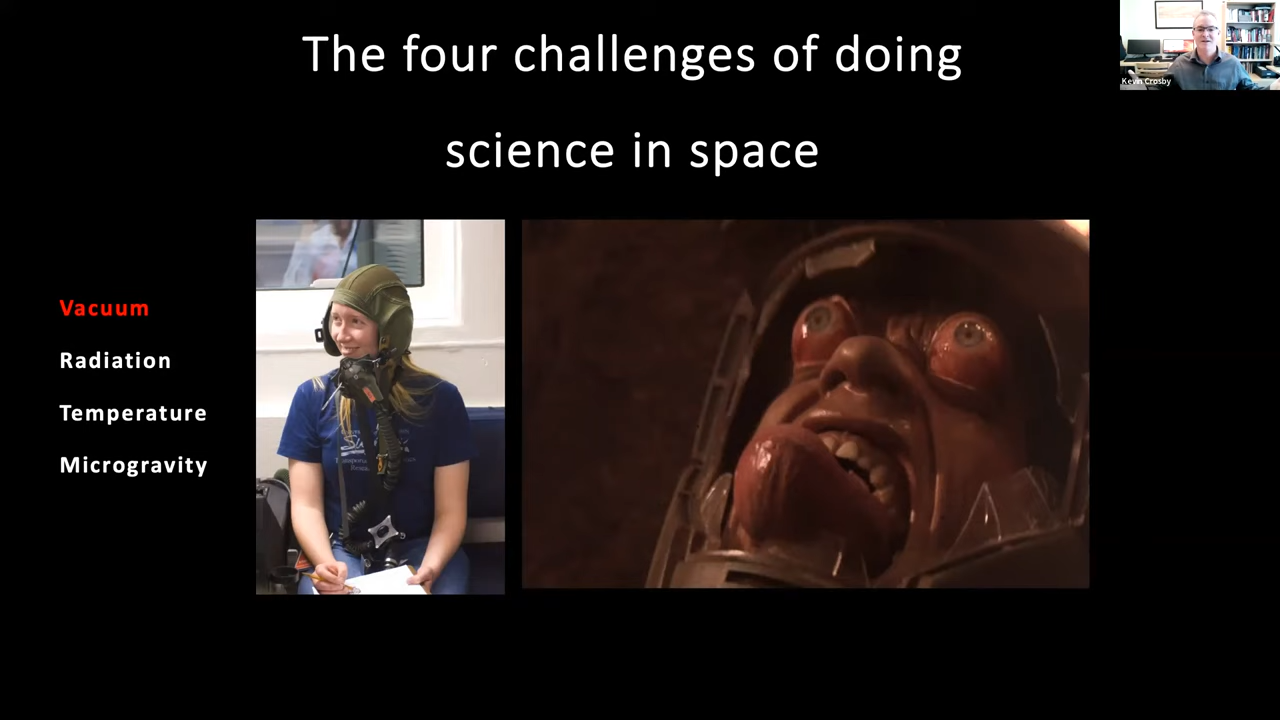 The four challenges of doing
science in space
Kevin Crosby
Vacuum
Radiation
Temperature
Microgravity